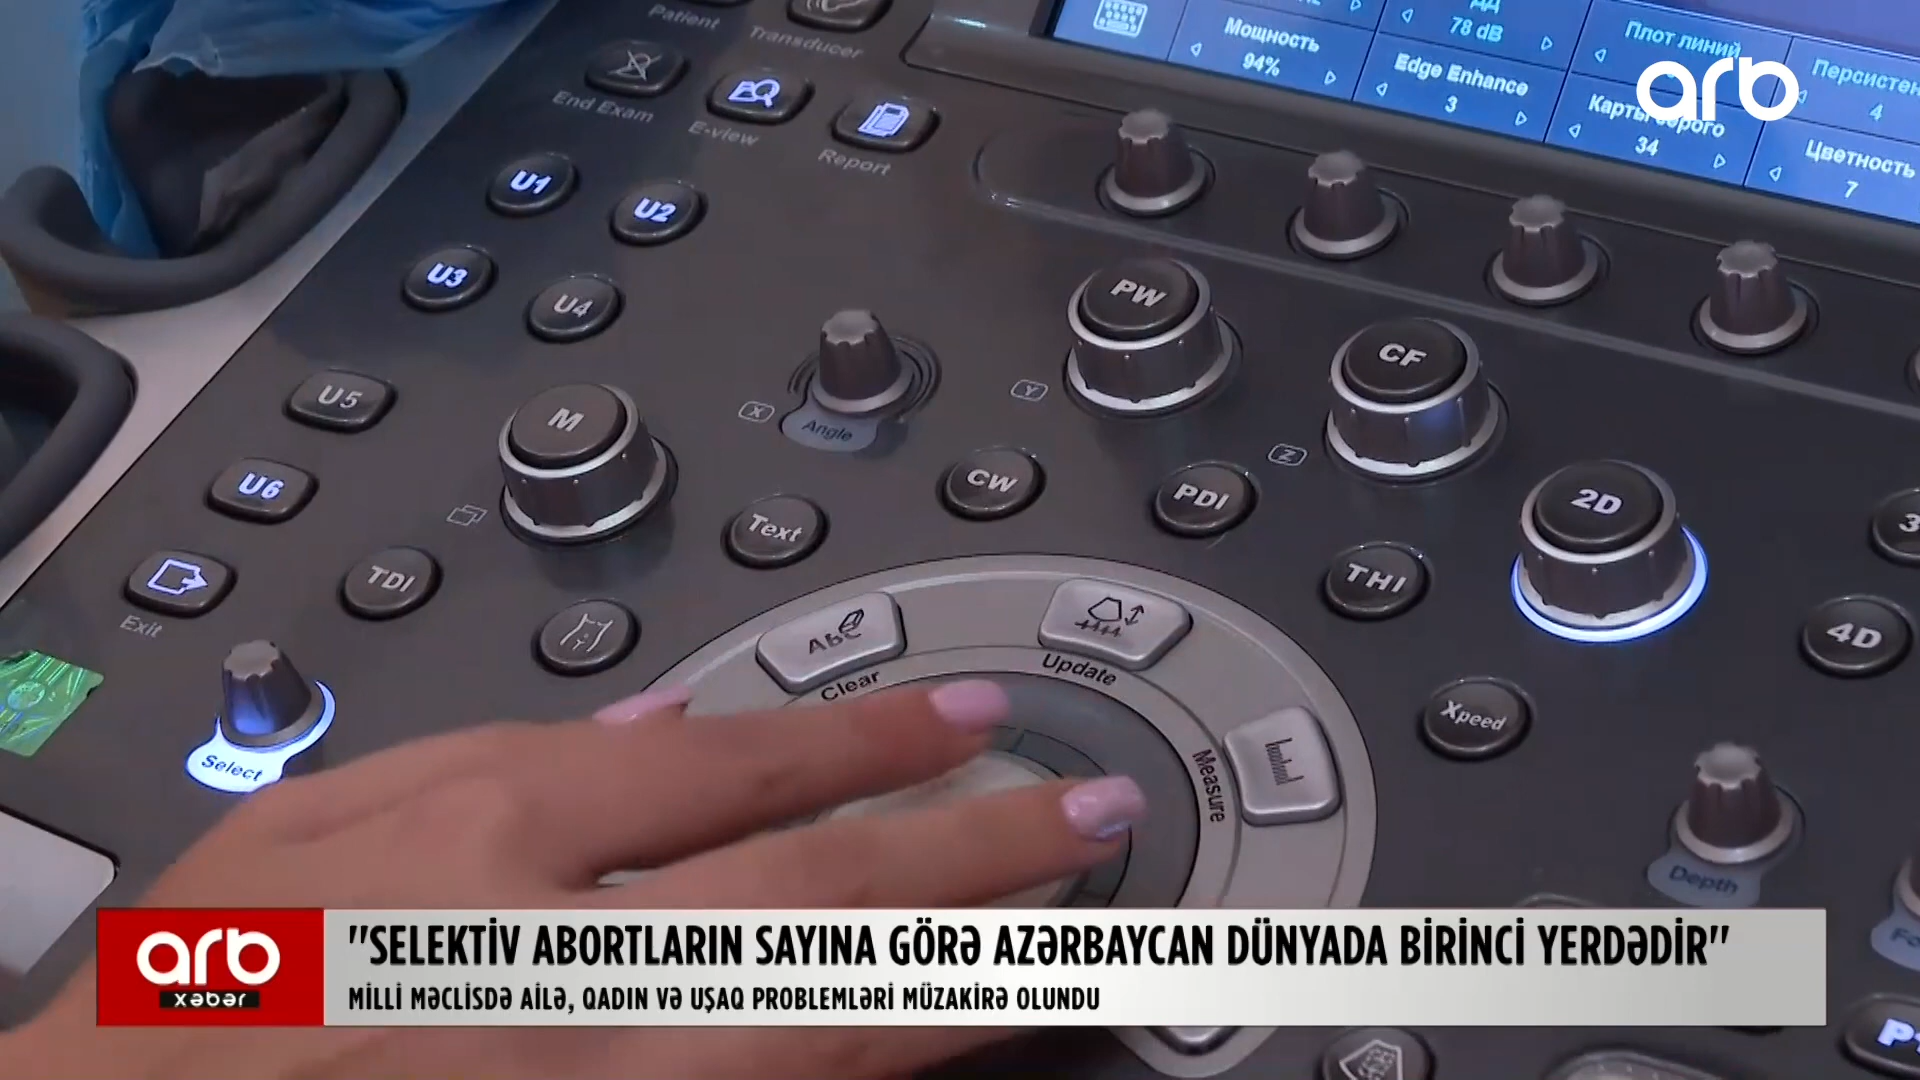 Patient
Transducer
End Exam
E-view
Report
Мощность
94%
78 dB
Edge Enhance
3
Плот линий
34
4
Цветность
7
arb
U1
U2
U3
U4
U5
U6
Exit
Select
M
TDI
Angle
X
Y
Z
PW
CF
2D
CW
PDI
THI
Text
4D
Xpeed
Abc
Clear
Update
Measure
Depth
arb
xəbər
"SELEKTİV ABORTLARIN SAYINA GÖRƏ AZƏRBAYCAN DÜNYADA BİRİNCİ YERDƏDİR"
MİLLİ MƏCLİSDƏ AİLƏ, QADIN VƏ UŞAQ PROBLEMLƏRİ MÜZAKİRƏ OLUNDU